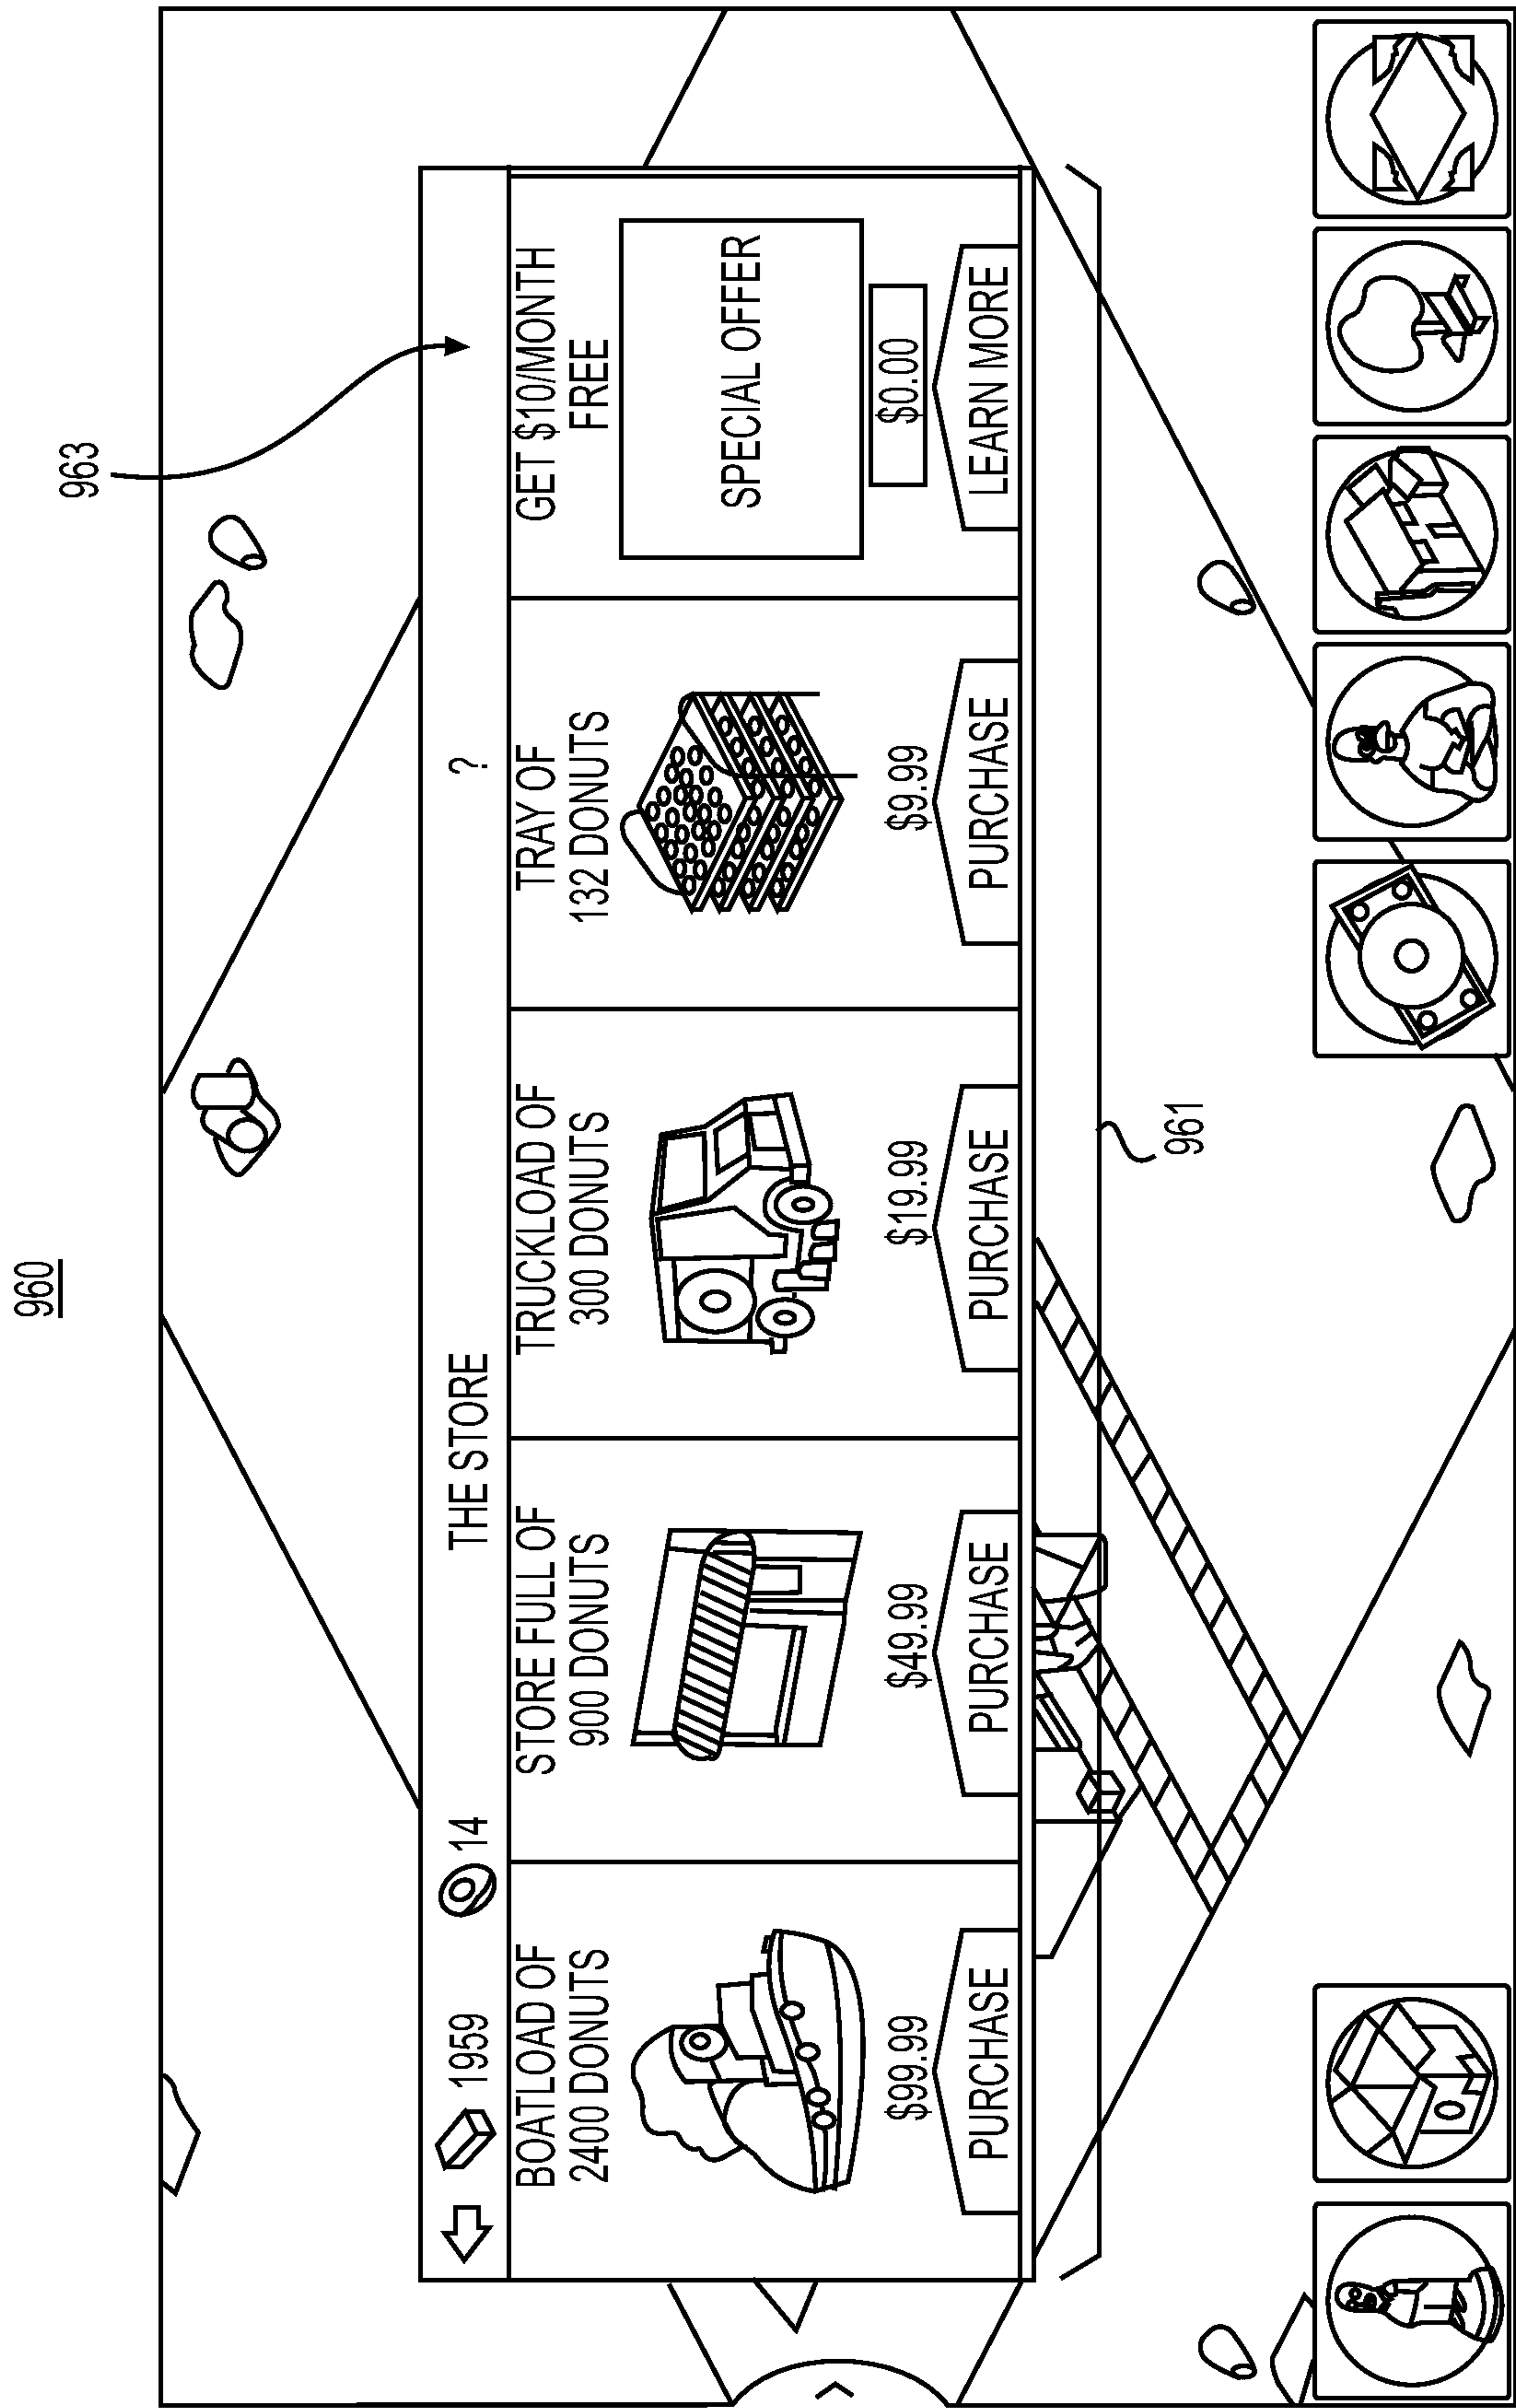 960
963
1959
14
THE STORE
?
BOATLOAD OF
2400 DONUTS
$99.99
PURCHASE
STORE FULL OF
900 DONUTS
$49.99
PURCHASE
TRUCKLOAD OF
300 DONUTS
$19.99
PURCHASE
TRAY OF
132 DONUTS
$9.99
PURCHASE
GET $10/MONTH
FREE
SPECIAL OFFER
$0.00
LEARN MORE
961